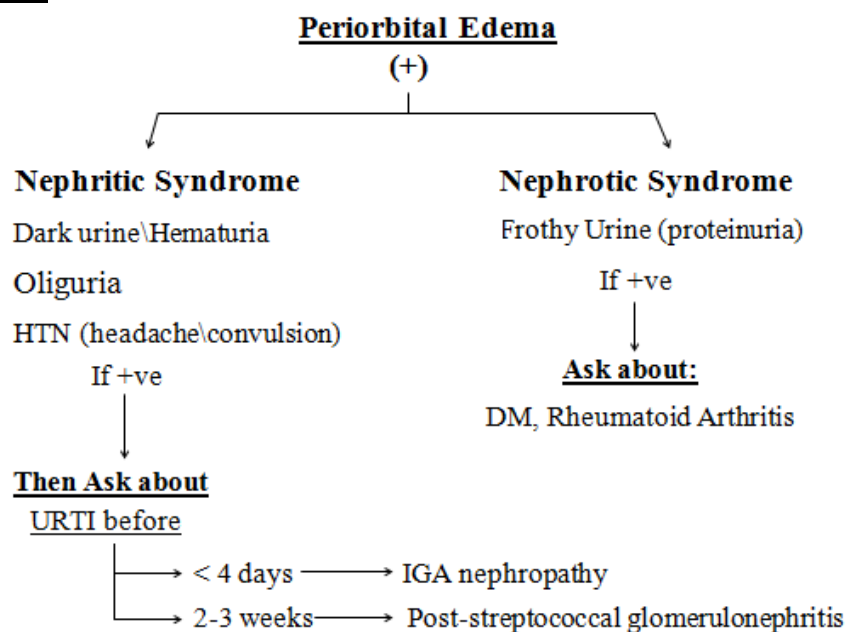 Periorbital Edema
(+)
Nephritic Syndrome
Dark urine\Hematuria
Oliguria
HTN (headache\convulsion)
If +ve
Then Ask about
URTI before
< 4 days
IGA nephropathy
2-3 weeks
Post-streptococcal glomerulonephritis
Nephrotic Syndrome
Frothy Urine (proteinuria)
If +ve
Ask about:
DM, Rheumatoid Arthritis